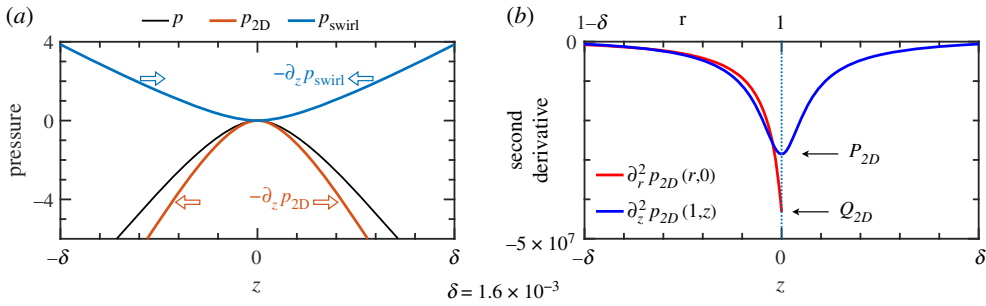 (a)
p
p2D
pswirl
4
0
−4
pressure
−∂z pswirl
−∂z p2D
−δ
0
δ
z
δ = 1.6 × 10−3
(b)
1−δ
r
1
0
−5 × 107
second
derivative
P2D
Q2D
∂r2 p2D (r,0)
∂z2 p2D (1,z)
−δ
0
δ
z